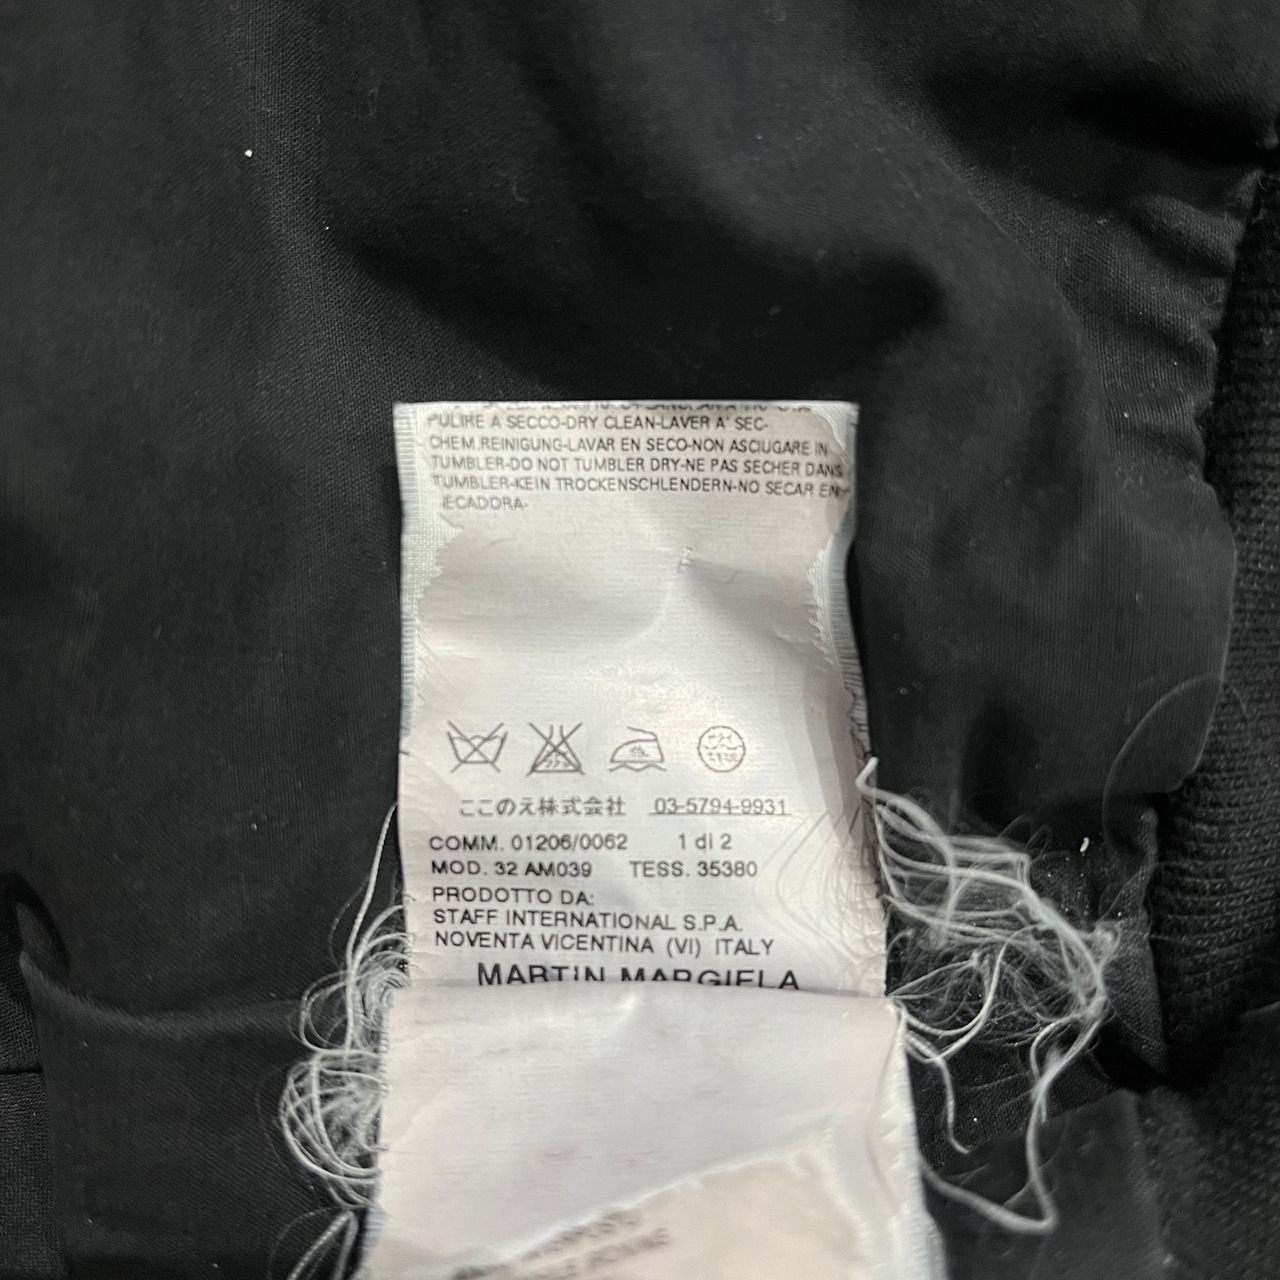 PULIRE A SECCO-DRY CLEAN-LAVER A' SEC-
CHEM.REINIGUNG-LAVAR EN SECO-NON ASCIUGARE IN
TUMBLER-DO NOT TUMBLER DRY-NE PAS SECHER DANS
TUMBLER-KEIN TROCKENSCHLENDERN-NO SECAR EN
ECADORA-
ここのえ株式会社 03-5794-9931
COMM. 01206/0062 1 di 2
MOD. 32 AM039 TESS. 35380
PRODOTTO DA:
STAFF INTERNATIONAL S.P.A.
NOVENTA VICENTINA (VI) ITALY
MARTIN MARGIELA